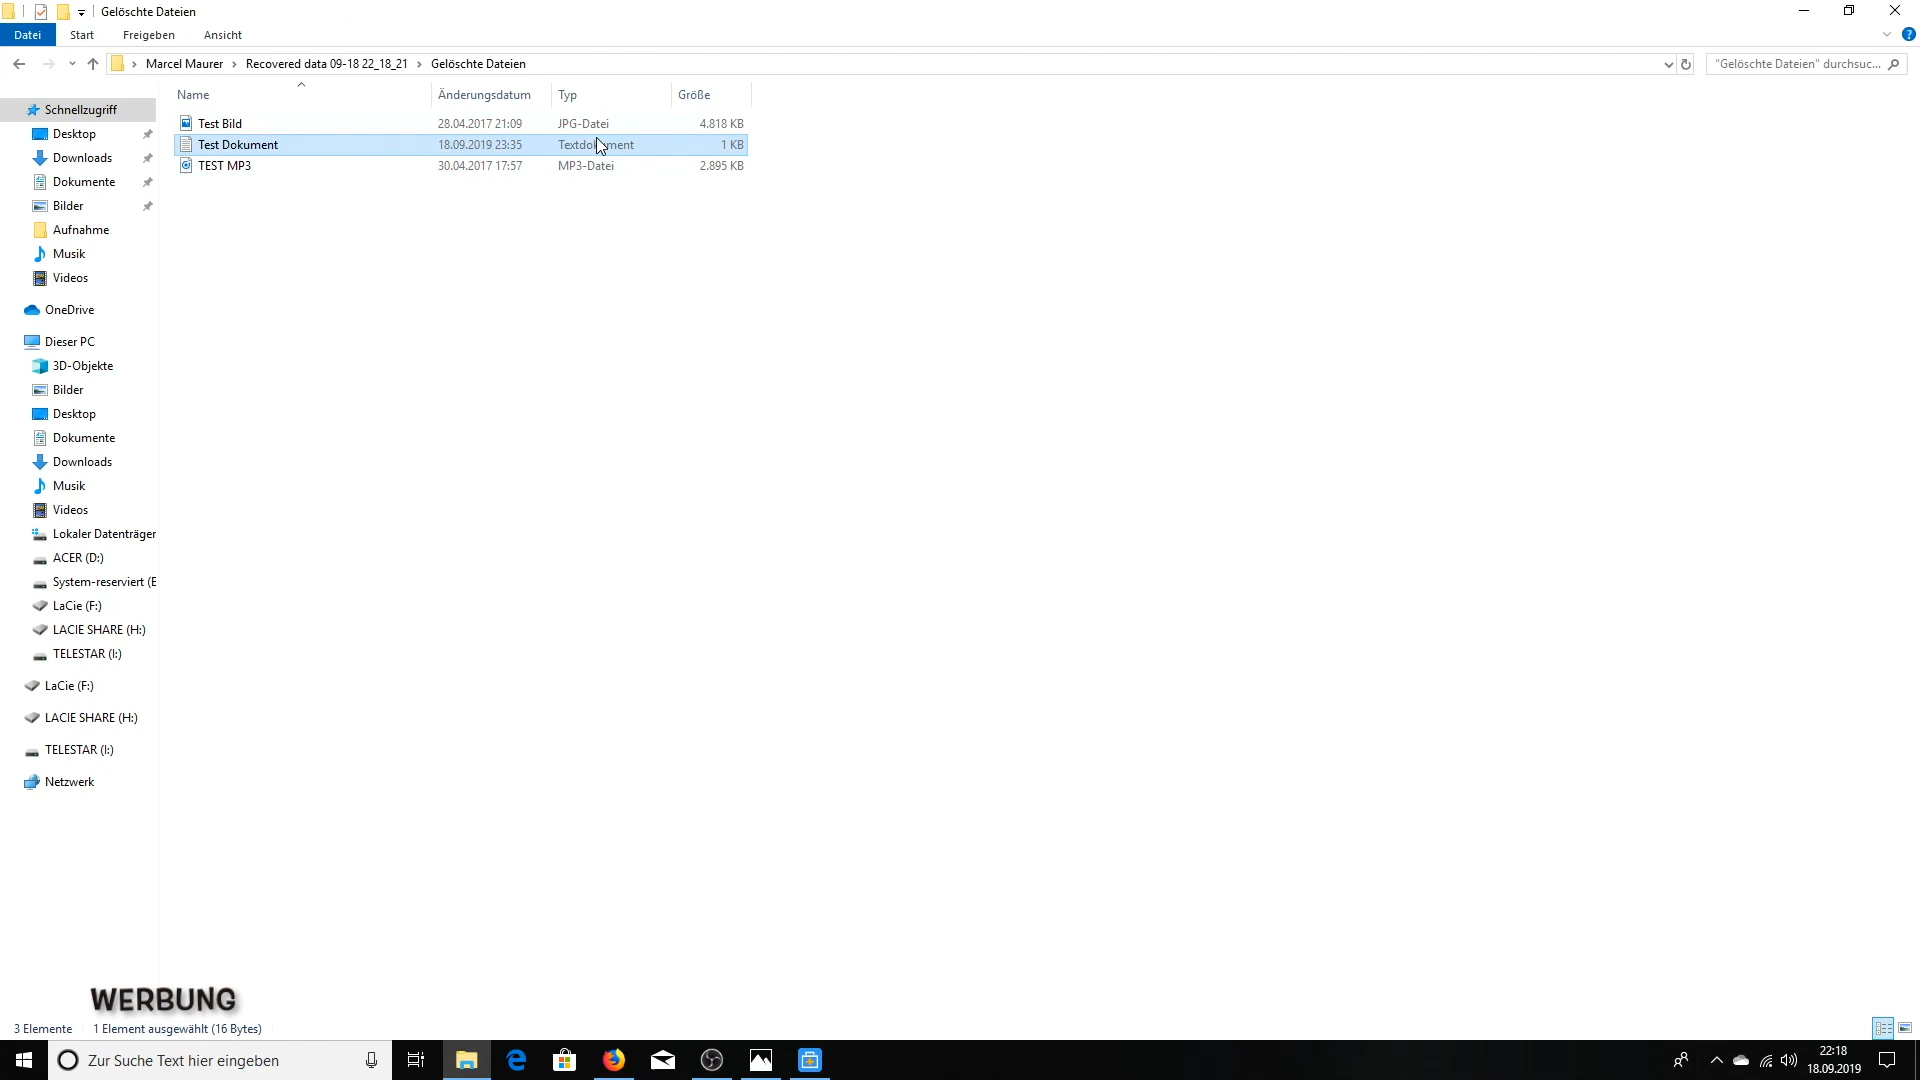 Gelöschte Dateien
Datei Start Freigeben Ansicht
Marcel Maurer Recovered data 09-18 22_18_21 Gelöschte Dateien
"Gelöschte Dateien" durchsuc...
Name Änderungsdatum Typ Größe
Test Bild 28.04.2017 21:09 JPG-Datei 4.818 KB
Test Dokument 18.09.2019 23:35 Textdokument 1 KB
TEST MP3 30.04.2017 17:57 MP3-Datei 2.895 KB
Schnellzugriff
Desktop
Downloads
Dokumente
Bilder
Aufnahme
Musik
Videos
OneDrive
Dieser PC
3D-Objekte
Bilder
Desktop
Dokumente
Downloads
Musik
Videos
Lokaler Datenträger
ACER (D:)
System-reserviert (E
LaCie (F:)
LACIE SHARE (H:)
TELESTAR (I:)
LaCie (F:)
LACIE SHARE (H:)
TELESTAR (I:)
Netzwerk
WERBUNG
3 Elemente 1 Element ausgewählt (16 Bytes)
Zur Suche Text hier eingeben
22:18
18.09.2019